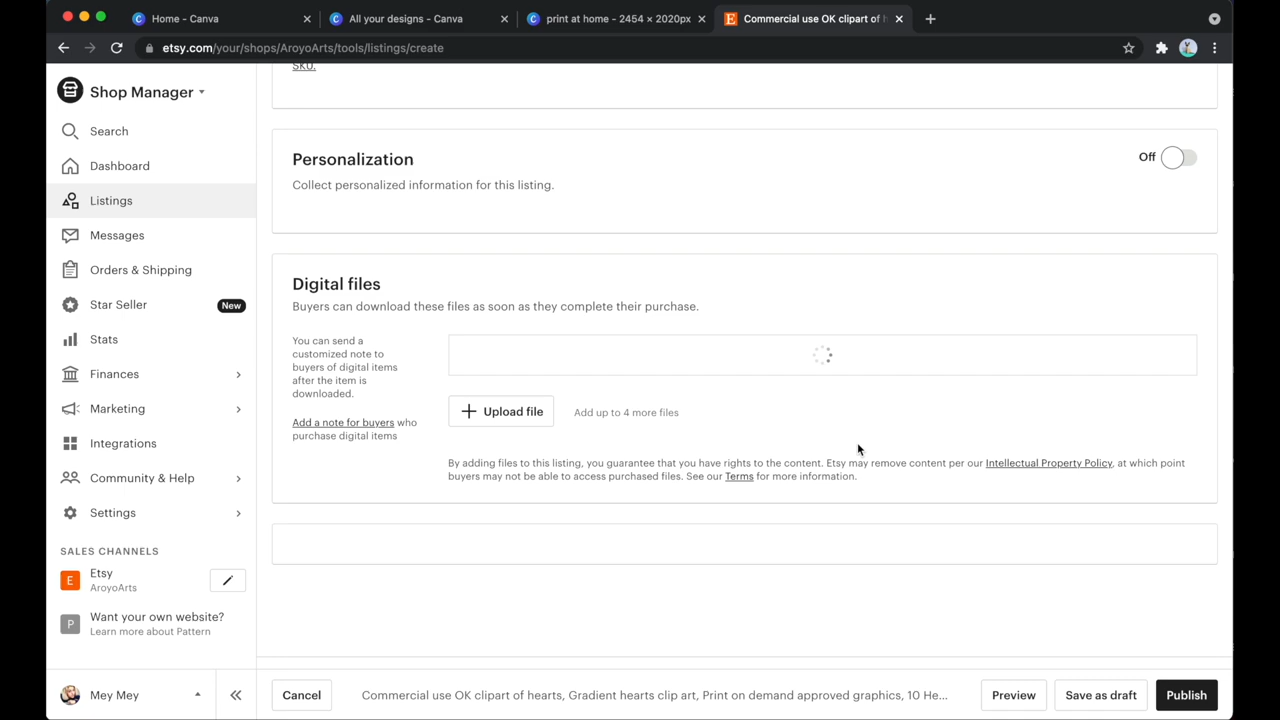 Home - Canva
All your designs - Canva
print at home - 2454 × 2020px
Commercial use OK clipart of h
etsy.com/your/shops/AroyoArts/tools/listings/create
Shop Manager
Search
Dashboard
Listings
Messages
Orders & Shipping
Star Seller
New
Stats
Finances
Marketing
Integrations
Community & Help
Settings
SALES CHANNELS
E
Etsy
AroyoArts
P
Want your own website?
Learn more about Pattern
Mey Mey
SKU.
Personalization
Off
Collect personalized information for this listing.
Digital files
Buyers can download these files as soon as they complete their purchase.
You can send a
customized note to
buyers of digital items
after the item is
downloaded.
Add a note for buyers who
purchase digital items
Upload file
Add up to 4 more files
By adding files to this listing, you guarantee that you have rights to the content. Etsy may remove content per our Intellectual Property Policy, at which point
buyers may not be able to access purchased files. See our Terms for more information.
Cancel
Commercial use OK clipart of hearts, Gradient hearts clip art, Print on demand approved graphics, 10 He...
Preview
Save as draft
Publish